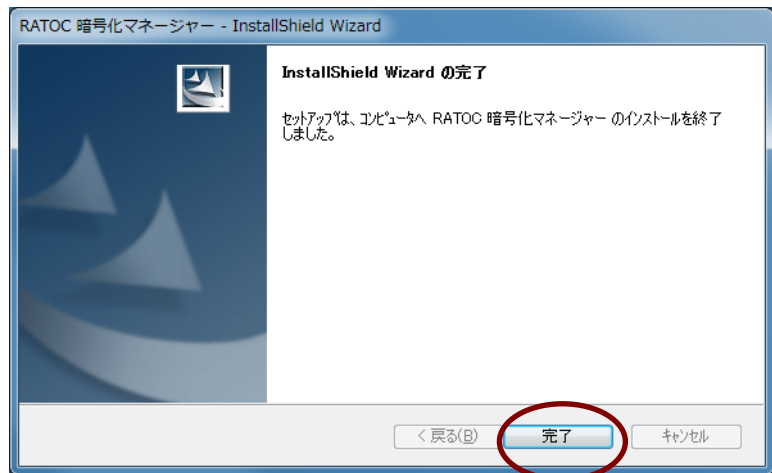 RATOC 暗号化マネージャー - InstallShield Wizard
InstallShield Wizard の完了
セットアップは、コンピュータへ RATOC 暗号化マネージャー のインストールを終了
しました。
< 戻る(B) 完了 キャンセル